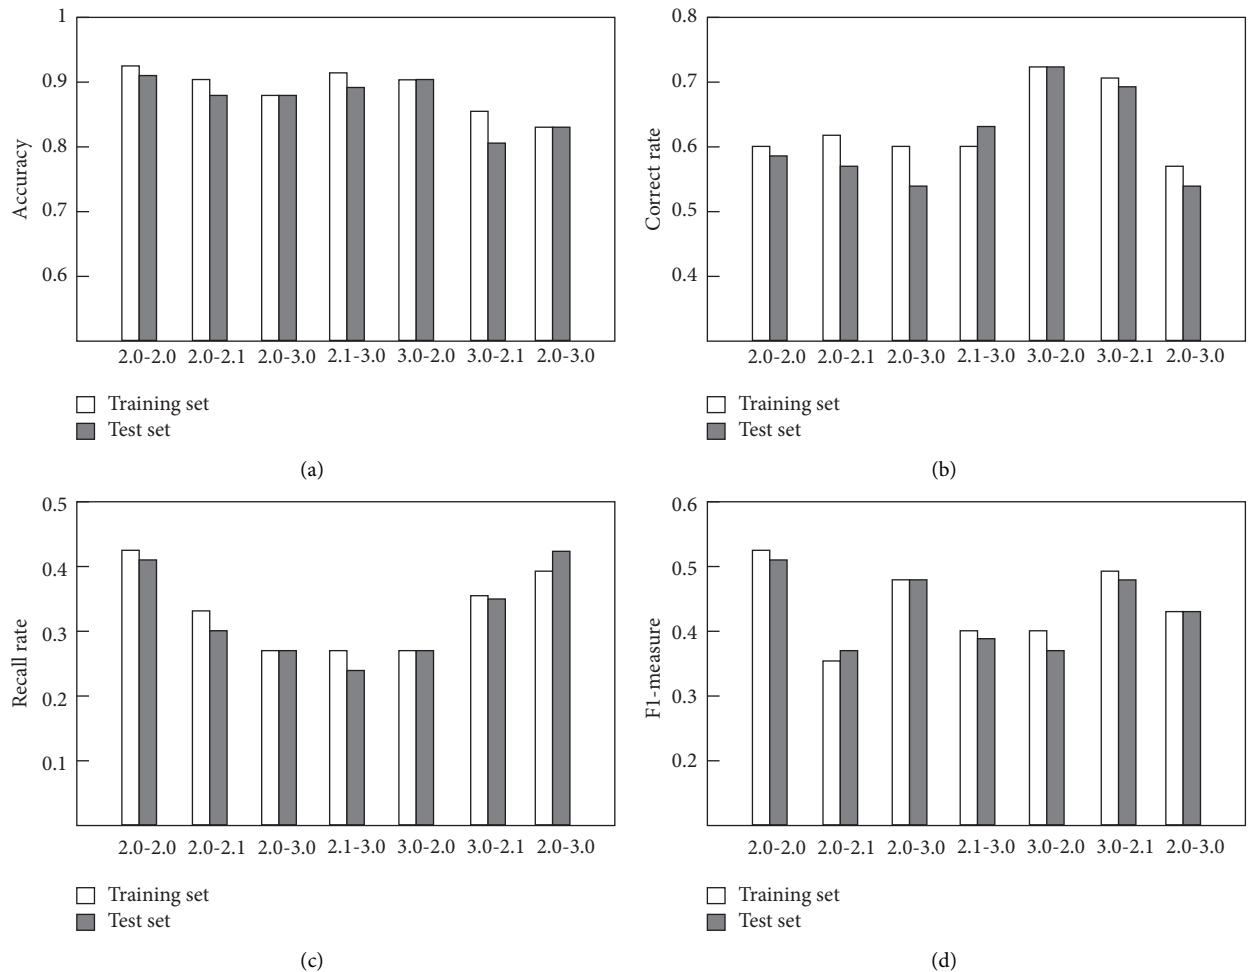 1
0.9
0.8
0.7
0.6
Accuracy
2.0-2.0 2.0-2.1 2.0-3.0 2.1-3.0 3.0-2.0 3.0-2.1 2.0-3.0
Training set
Test set
(a)
0.8
0.7
0.6
0.5
0.4
Correct rate
2.0-2.0 2.0-2.1 2.0-3.0 2.1-3.0 3.0-2.0 3.0-2.1 2.0-3.0
Training set
Test set
(b)
0.5
0.4
0.3
0.2
0.1
Recall rate
2.0-2.0 2.0-2.1 2.0-3.0 2.1-3.0 3.0-2.0 3.0-2.1 2.0-3.0
Training set
Test set
(c)
0.6
0.5
0.4
0.3
0.2
F1-measure
2.0-2.0 2.0-2.1 2.0-3.0 2.1-3.0 3.0-2.0 3.0-2.1 2.0-3.0
Training set
Test set
(d)